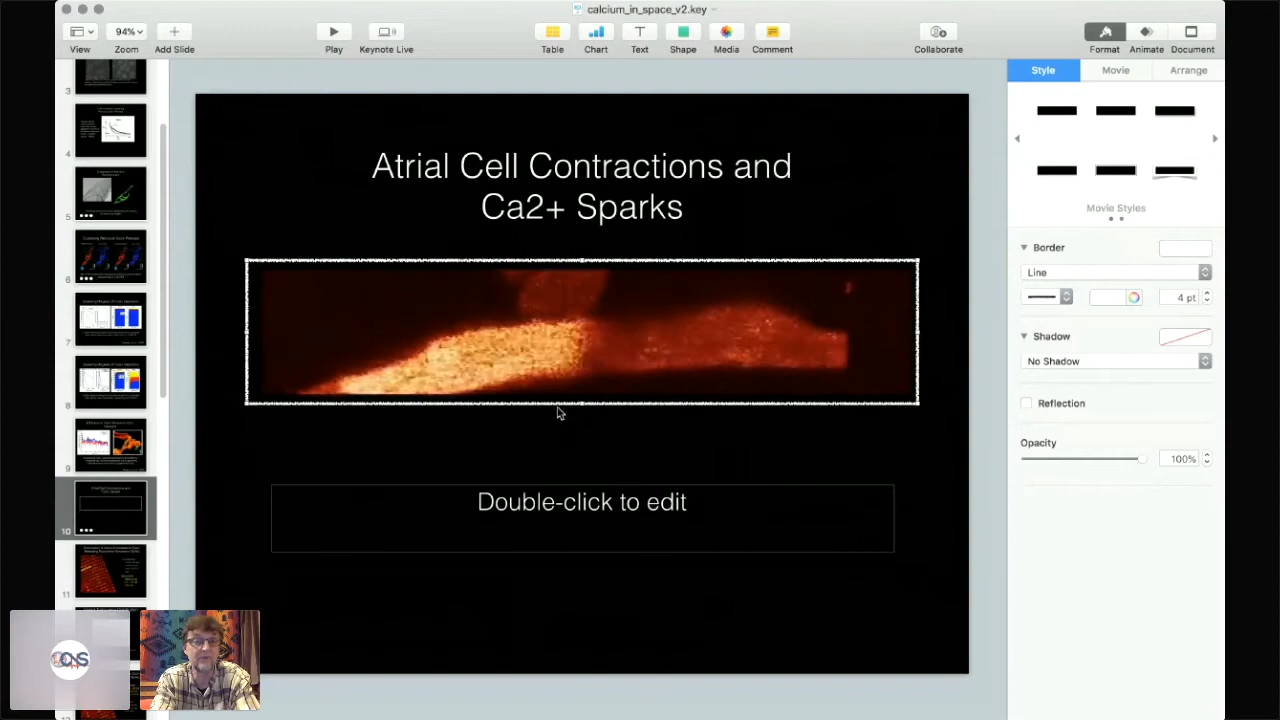 calcium_in_space_v2.key
94%
View
Zoom
Add Slide
Play
Keynote Live
Table
Chart
Text
Shape
Media
Comment
Collaborate
Format
Animate
Document
Style
Movie
Arrange
Movie Styles
Border
Line
4 pt
Shadow
No Shadow
Reflection
Opacity
100%
3
4
5
6
7
8
9
10
11
Atrial Cell Contractions and
Ca2+ Sparks
Double-click to edit